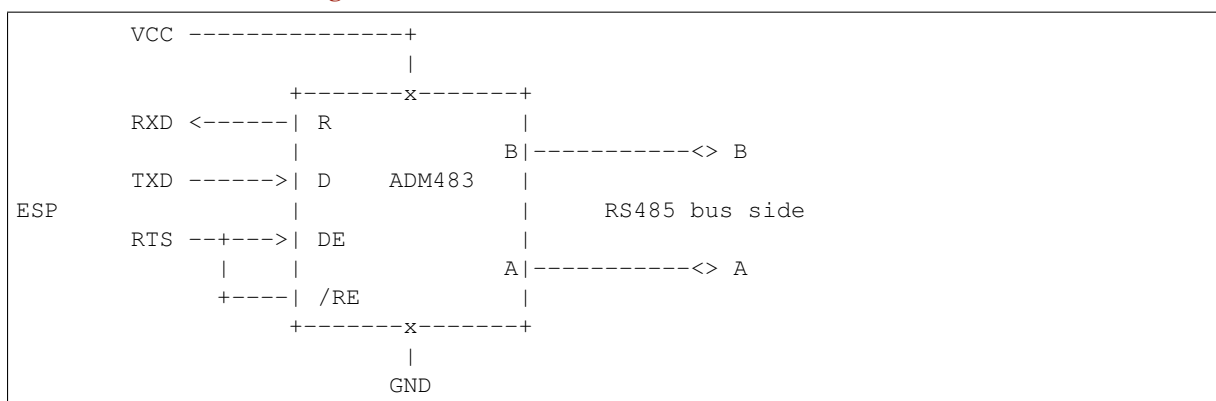 VCC ---------------+
|
+-------x-------+
RXD <------| R |
| B|-----------<> B
TXD ------>| D ADM483 |
ESP | | RS485 bus side
RTS --+--->| DE |
| | A|-----------<> A
+----| /RE |
+-------x-------+
|
GND